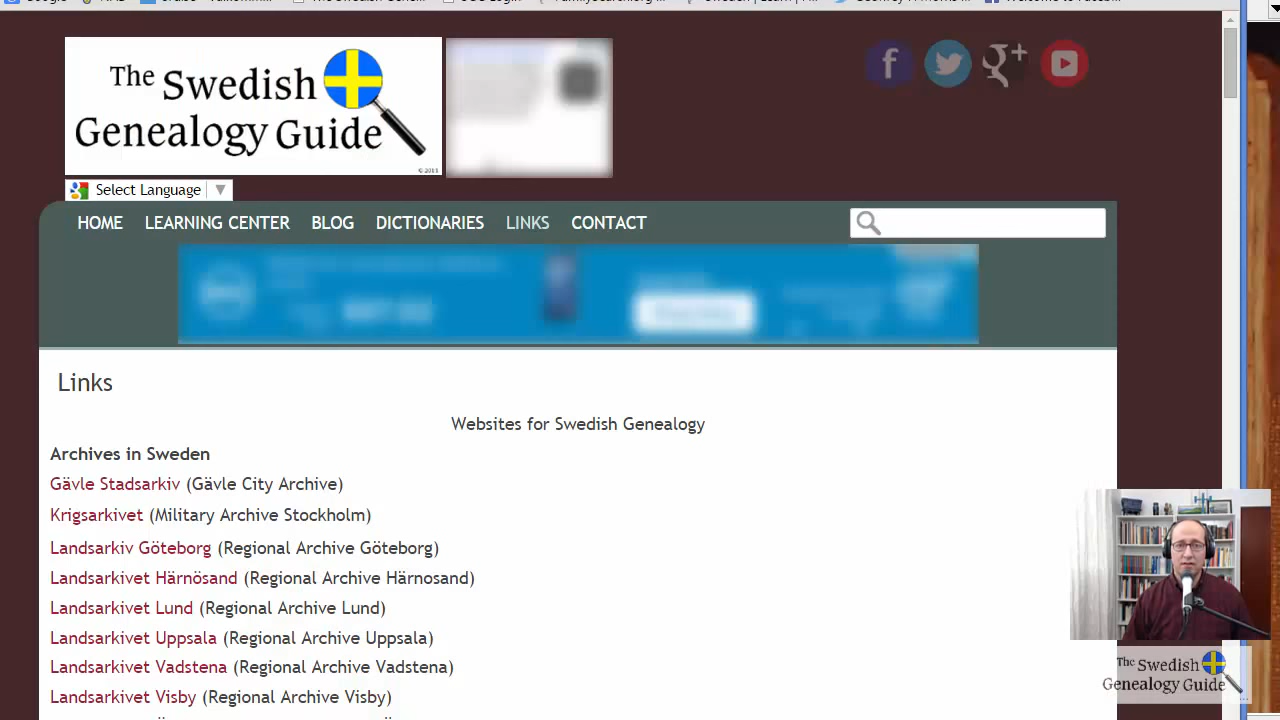 The Swedish
Genealogy Guide
Select Language ▼
HOME LEARNING CENTER BLOG DICTIONARIES LINKS CONTACT
Links
Websites for Swedish Genealogy
Archives in Sweden
Gävle Stadsarkiv (Gävle City Archive)
Krigsarkivet (Military Archive Stockholm)
Landsarkiv Göteborg (Regional Archive Göteborg)
Landsarkivet Härnösand (Regional Archive Härnosand)
Landsarkivet Lund (Regional Archive Lund)
Landsarkivet Uppsala (Regional Archive Uppsala)
Landsarkivet Vadstena (Regional Archive Vadstena)
Landsarkivet Visby (Regional Archive Visby)
The Swedish
Genealogy Guide